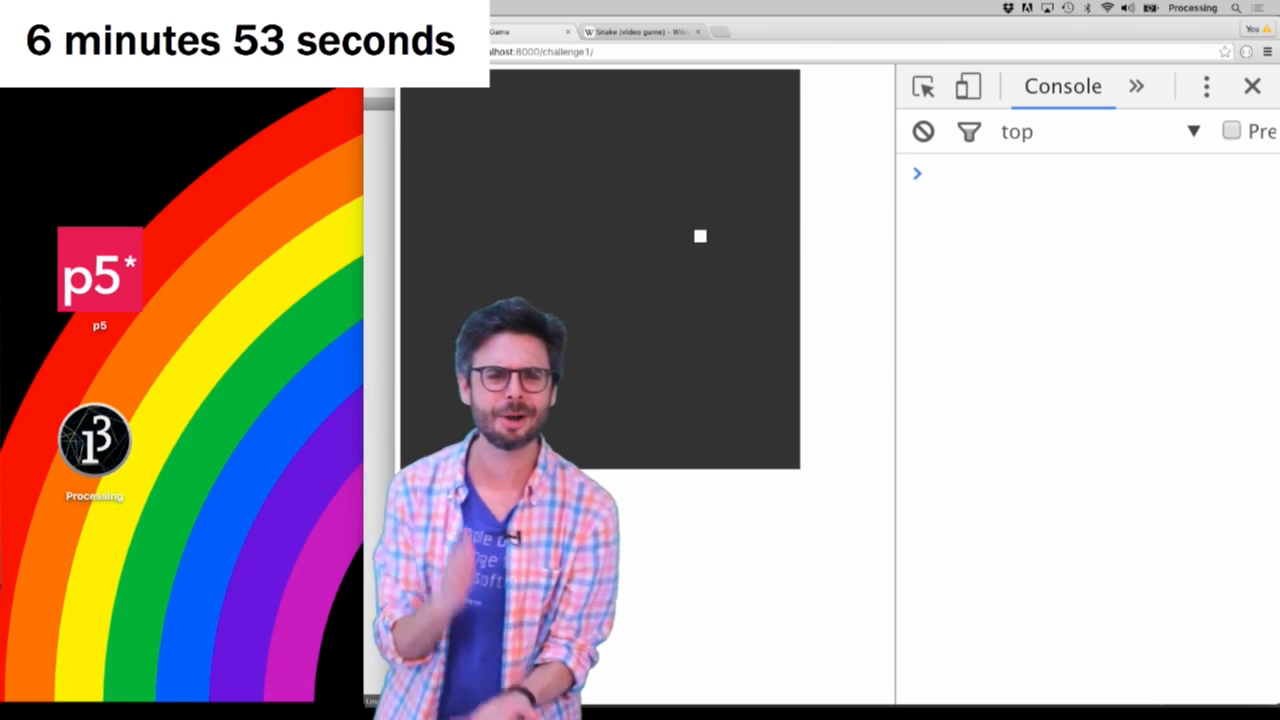 6 minutes 53 seconds
Processing
Game
Snake (video game) - Wiki
You
lhost:8000/challenge1/
Console
top
Pre
p5*
p5
Processing